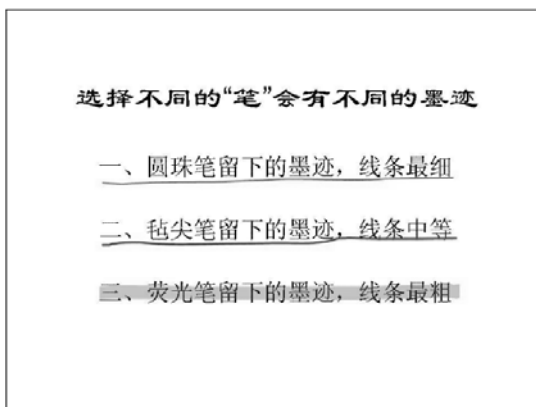 选择不同的“笔”会有不同的墨迹
一、圆珠笔留下的墨迹，线条最细
二、毡尖笔留下的墨迹，线条中等
三、荧光笔留下的墨迹，线条最粗